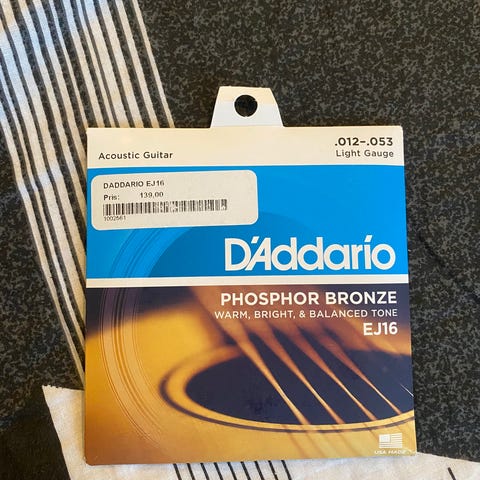 Acoustic Guitar
.012–.053
Light Gauge
DADDARIO EJ16
Pris: 139,00
1002561
D'Addario
PHOSPHOR BRONZE
WARM, BRIGHT, & BALANCED TONE
EJ16
USA MADE